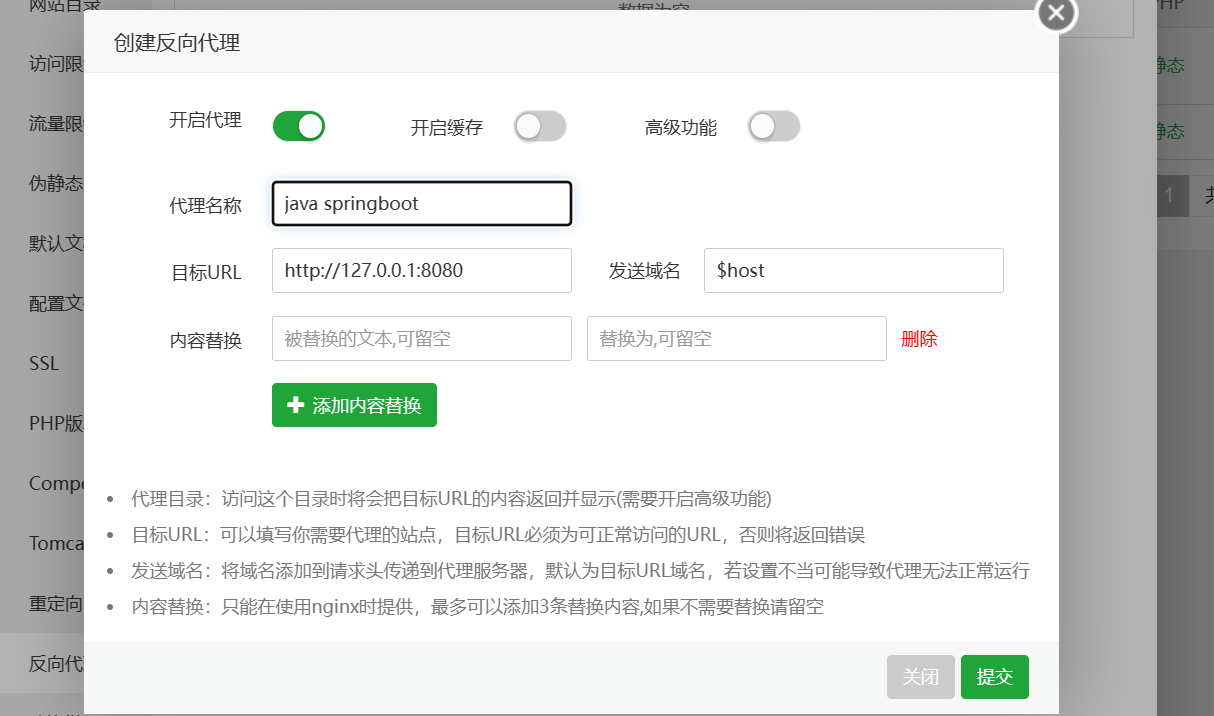 网站目录
数据为空
PHP
创建反向代理
访问限
静态
开启代理
开启缓存
高级功能
流量限
静态
伪静态
代理名称
java springboot
1
共
默认文
目标URL
http://127.0.0.1:8080
发送域名
$host
配置文
内容替换
被替换的文本,可留空
替换为,可留空
删除
SSL
添加内容替换
PHP版
Compo
代理目录：访问这个目录时将会把目标URL的内容返回并显示(需要开启高级功能)
目标URL：可以填写你需要代理的站点，目标URL必须为可正常访问的URL，否则将返回错误
Tomca
发送域名：将域名添加到请求头传递到代理服务器，默认为目标URL域名，若设置不当可能导致代理无法正常运行
重定向
内容替换：只能在使用nginx时提供，最多可以添加3条替换内容,如果不需要替换请留空
反向代
关闭
提交